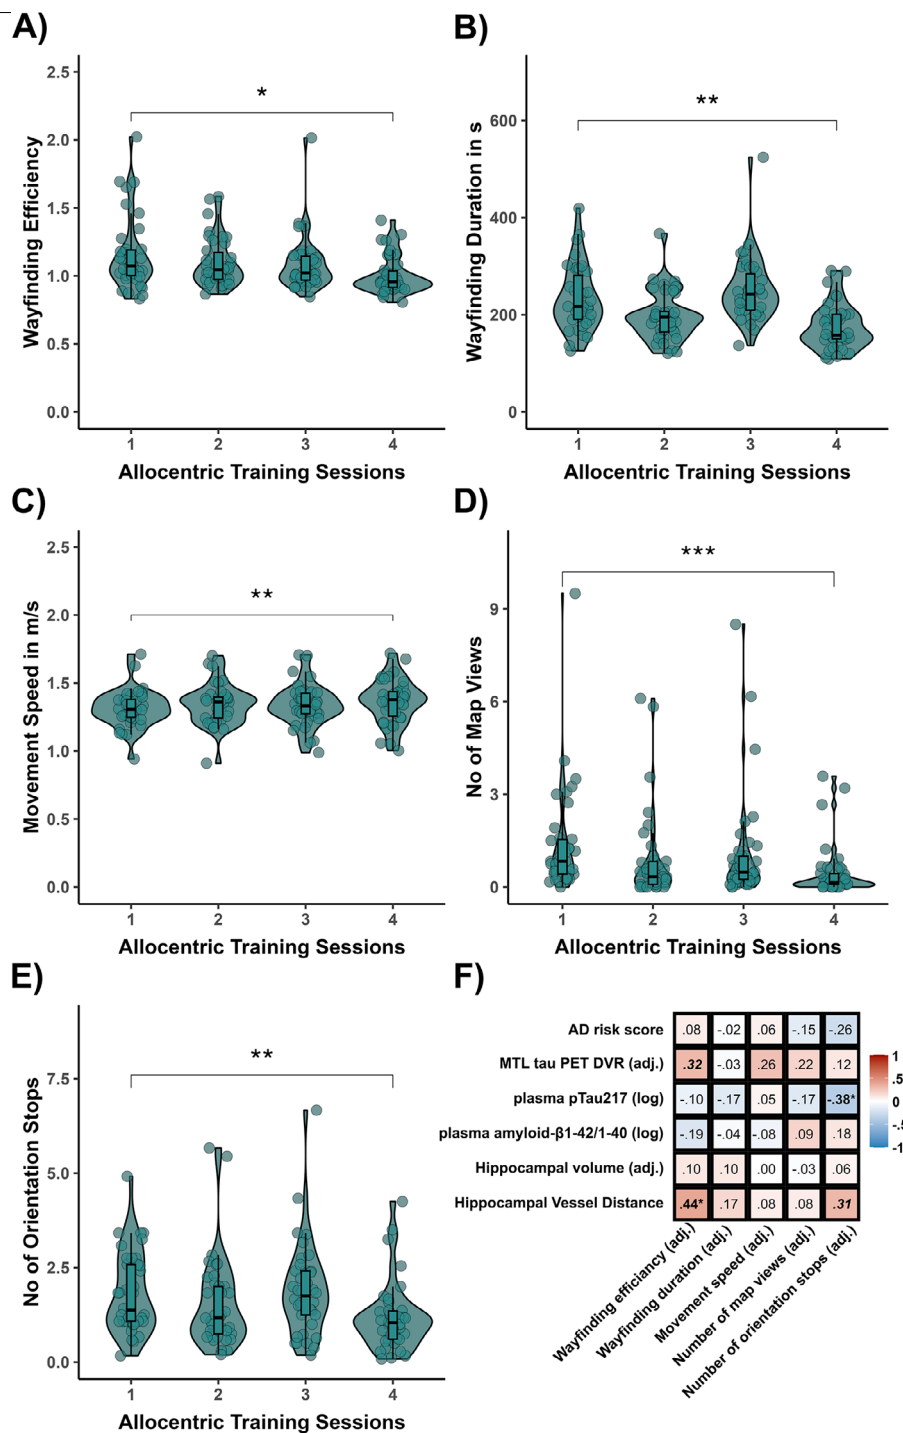 A)
Wayfinding Efficiency
2.5
2.0
1.5
1.0
0.5
0.0
*
1 2 3 4
Allocentric Training Sessions
B)
Wayfinding Duration in s
600
400
200
0
**
1 2 3 4
Allocentric Training Sessions
C)
Movement Speed in m/s
2.5
2.0
1.5
1.0
0.5
0.0
**
1 2 3 4
Allocentric Training Sessions
D)
No of Map Views
9
6
3
0
***
1 2 3 4
Allocentric Training Sessions
E)
No of Orientation Stops
7.5
5.0
2.5
0.0
**
1 2 3 4
Allocentric Training Sessions
F)
AD risk score .08 -.02 .06 -.15 -.26
MTL tau PET DVR (adj.) .32 -.03 .26 .22 .12
plasma pTau217 (log) -.10 -.17 .05 -.17 -.38*
plasma amyloid-β1-42/1-40 (log) -.19 -.04 -.08 .09 .18
Hippocampal volume (adj.) .10 .10 .00 -.03 .06
Hippocampal Vessel Distance .44* .17 .08 .08 .31
Wayfinding efficiancy (adj.)
Wayfinding duration (adj.)
Movement speed (adj.)
Number of map views (adj.)
Number of orientation stops (adj.)
1
.5
0
-.5
-1